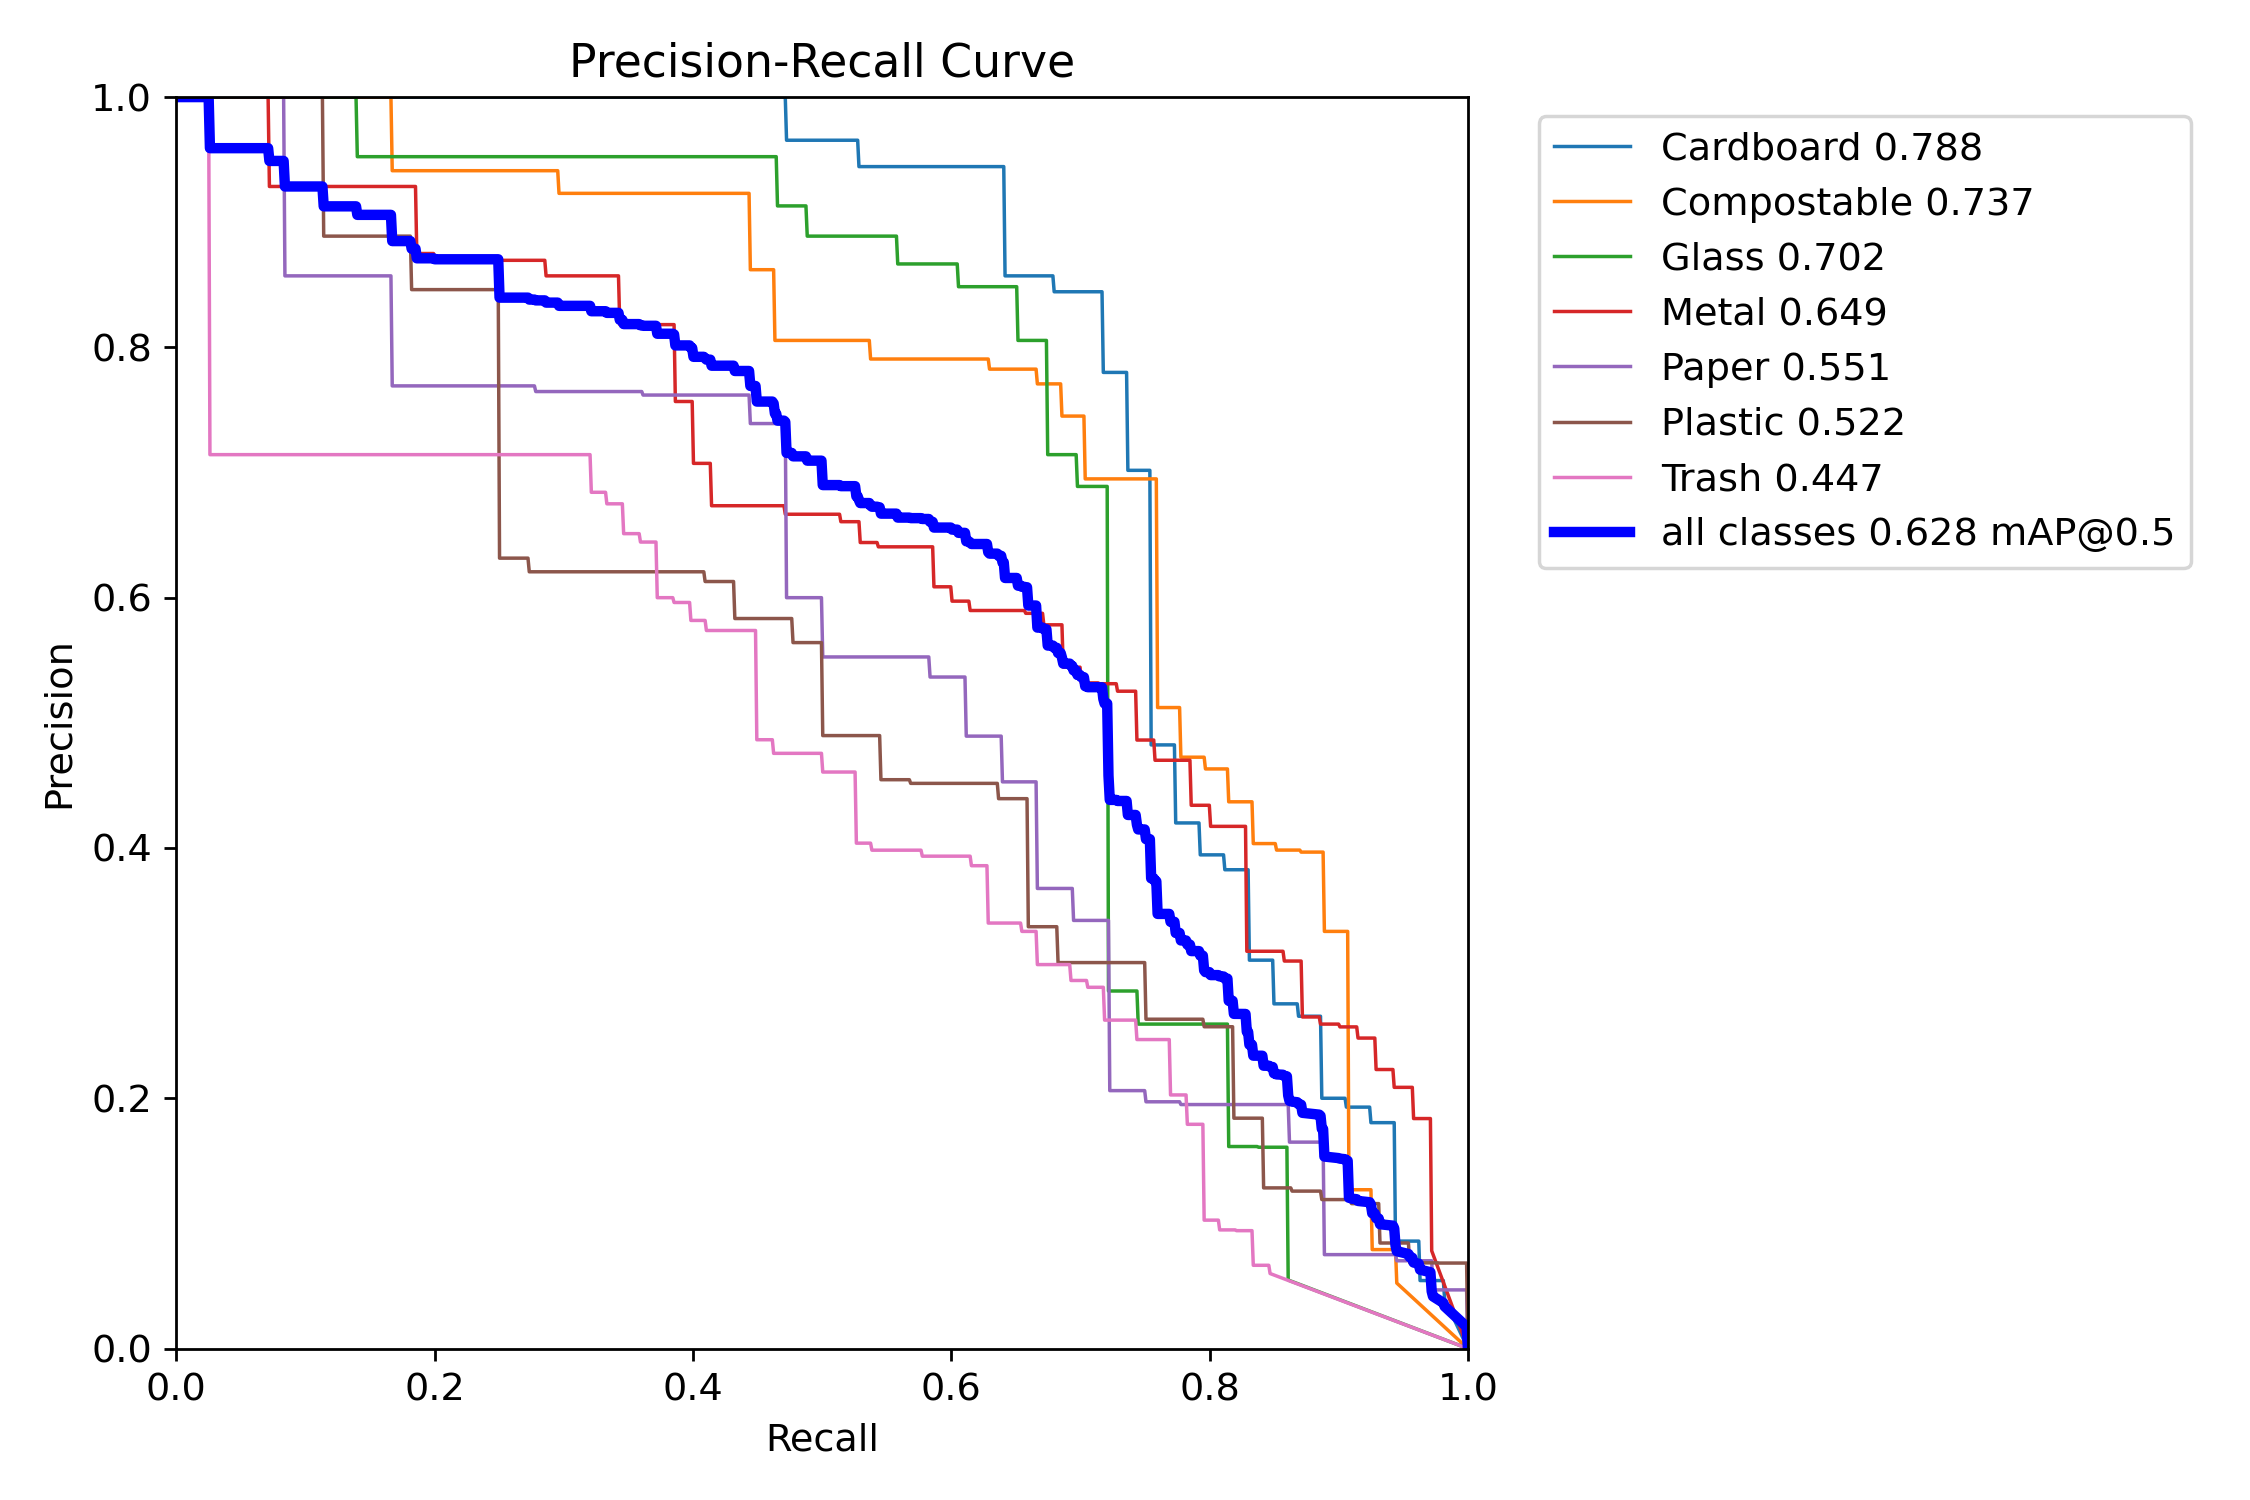 Precision-Recall Curve
1.0
0.8
0.6
0.4
0.2
0.0
Precision
0.0 0.2 0.4 0.6 0.8 1.0
Recall
Cardboard 0.788
Compostable 0.737
Glass 0.702
Metal 0.649
Paper 0.551
Plastic 0.522
Trash 0.447
all classes 0.628 mAP@0.5